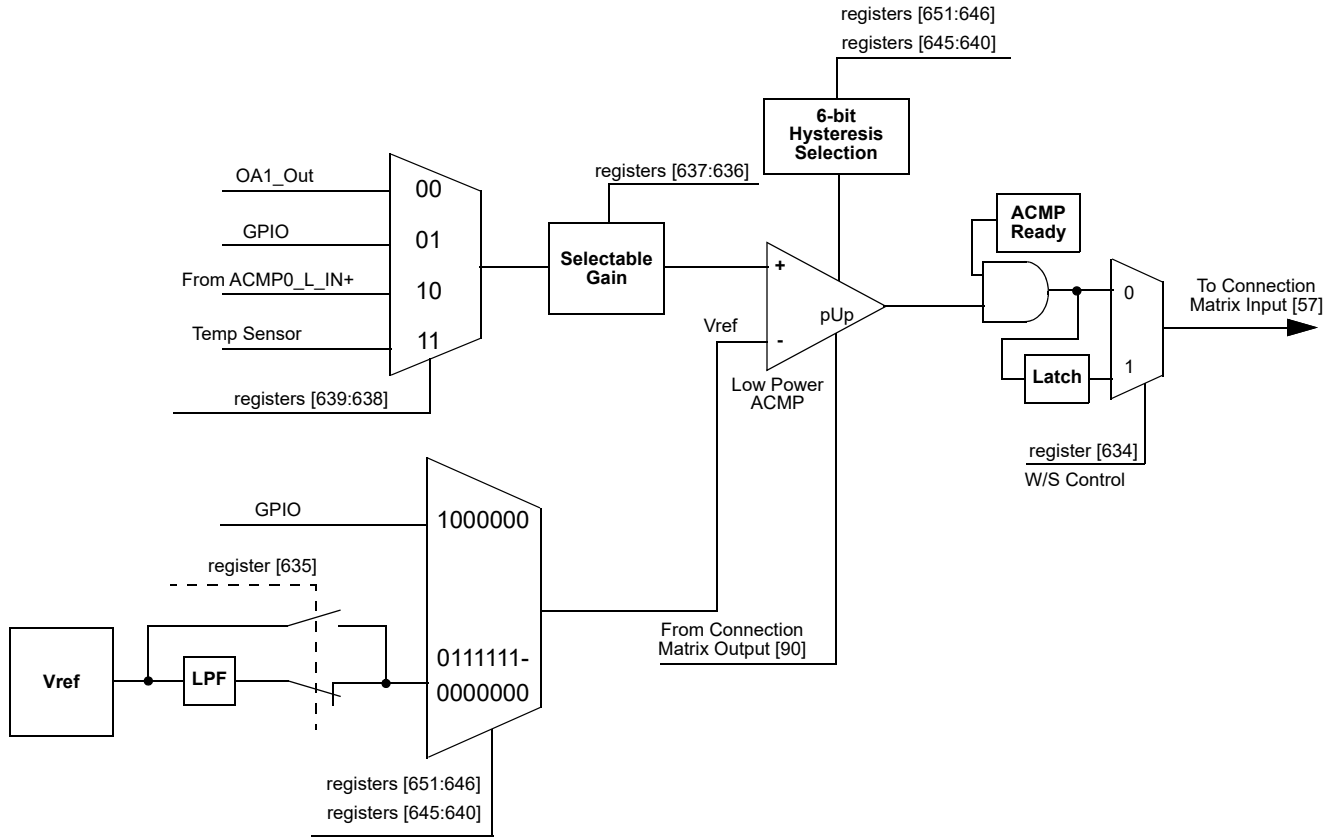 registers [651:646]
registers [645:640]
6-bit
Hysteresis
Selection
registers [637:636]
OA1_Out
00
GPIO
01
From ACMP0_L_IN+
10
Temp Sensor
11
registers [639:638]
Selectable
Gain
+
Vref
-
pUp
Low Power
ACMP
ACMP
Ready
0
1
Latch
To Connection
Matrix Input [57]
register [634]
W/S Control
GPIO
1000000
register [635]
Vref
LPF
0111111-
0000000
From Connection
Matrix Output [90]
registers [651:646]
registers [645:640]